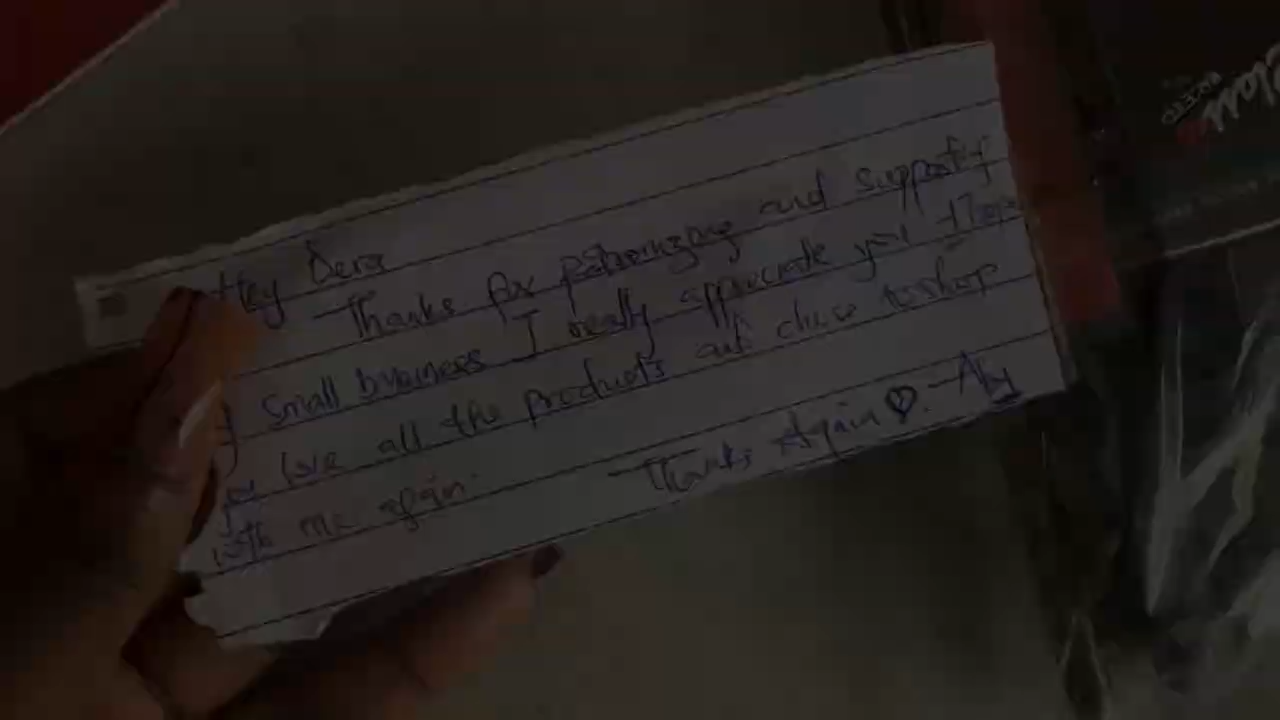 Hey Dera
Thanks for patronizing and supporting
small business I really appreciate you I hope
you love all the products and chose to shop
with me again.
Thanks Again ♡. - Aby